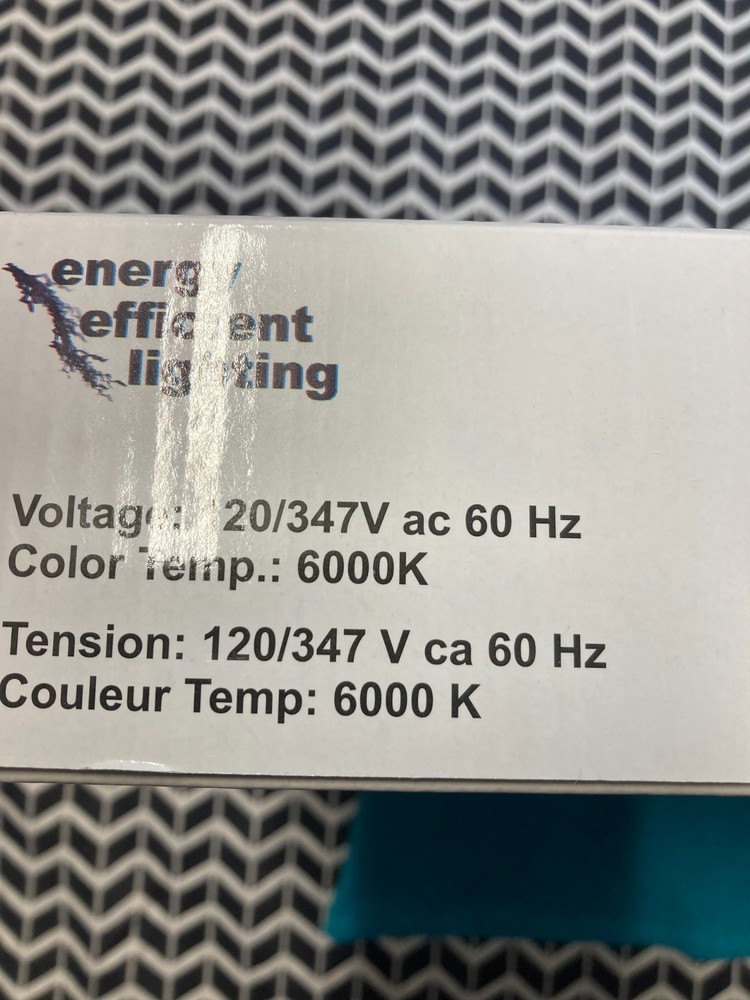 energy
efficient
lighting
Voltage: 120/347V ac 60 Hz
Color Temp.: 6000K
Tension: 120/347 V ca 60 Hz
Couleur Temp: 6000 K